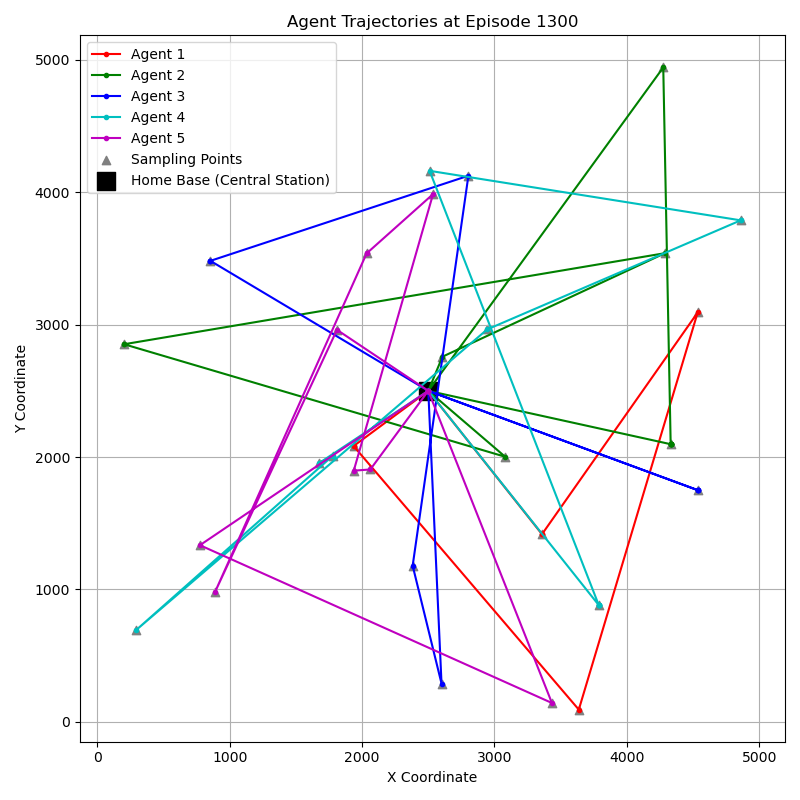 Agent Trajectories at Episode 1300
Agent 1
Agent 2
Agent 3
Agent 4
Agent 5
Sampling Points
Home Base (Central Station)
5000
4000
3000
2000
1000
0
Y Coordinate
0 1000 2000 3000 4000 5000
X Coordinate